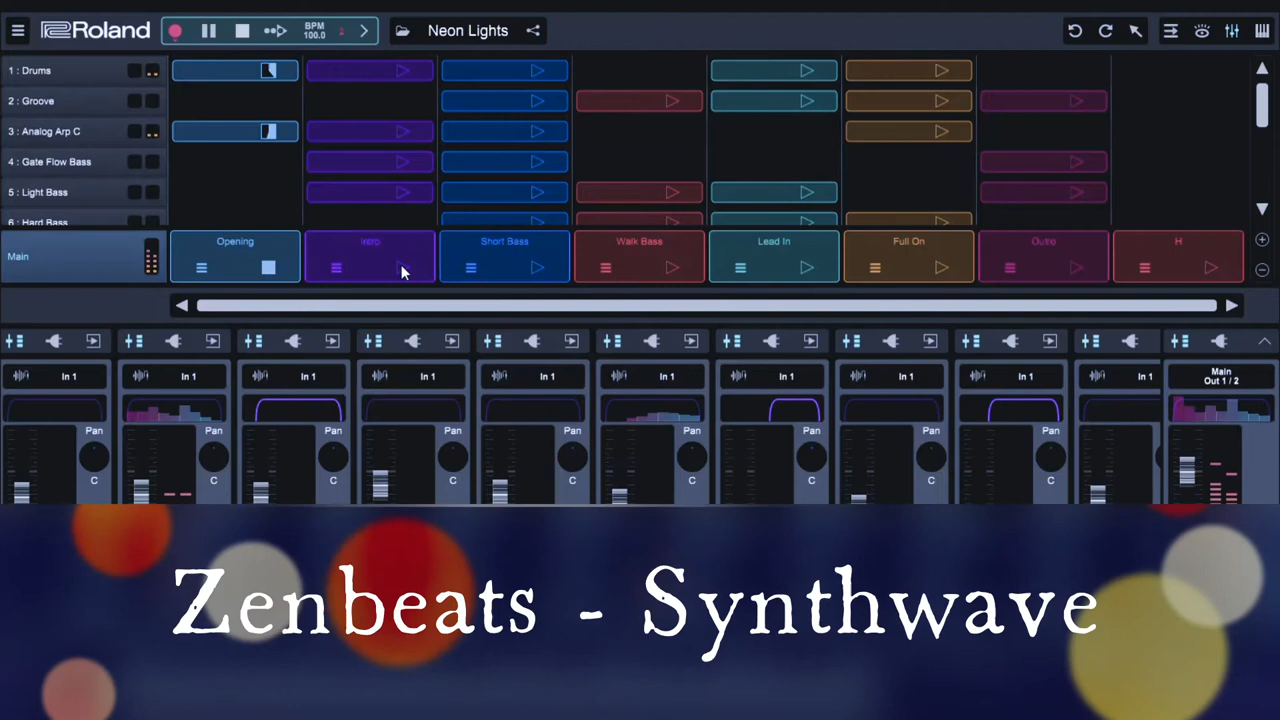 Roland
BPM
100.0
Neon Lights
1 : Drums
2 : Groove
3 : Analog Arp C
4 : Gate Flow Bass
5 : Light Bass
6 : Hard Bass
Main
Opening
Intro
Short Bass
Walk Bass
Lead In
Full On
Outro
H
In 1
In 1
In 1
In 1
In 1
In 1
In 1
In 1
In 1
In 1
Main
Out 1 / 2
Pan
Pan
Pan
Pan
Pan
Pan
Pan
Pan
Pan
Pan
C
C
C
C
C
C
C
C
C
Zenbeats - Synthwave